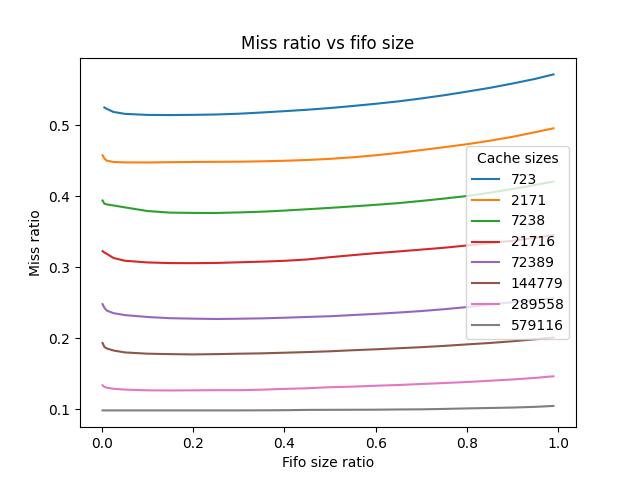 Miss ratio vs fifo size
Miss ratio
0.5
0.4
0.3
0.2
0.1
Cache sizes
723
2171
7238
21716
72389
144779
289558
579116
0.0 0.2 0.4 0.6 0.8 1.0
Fifo size ratio